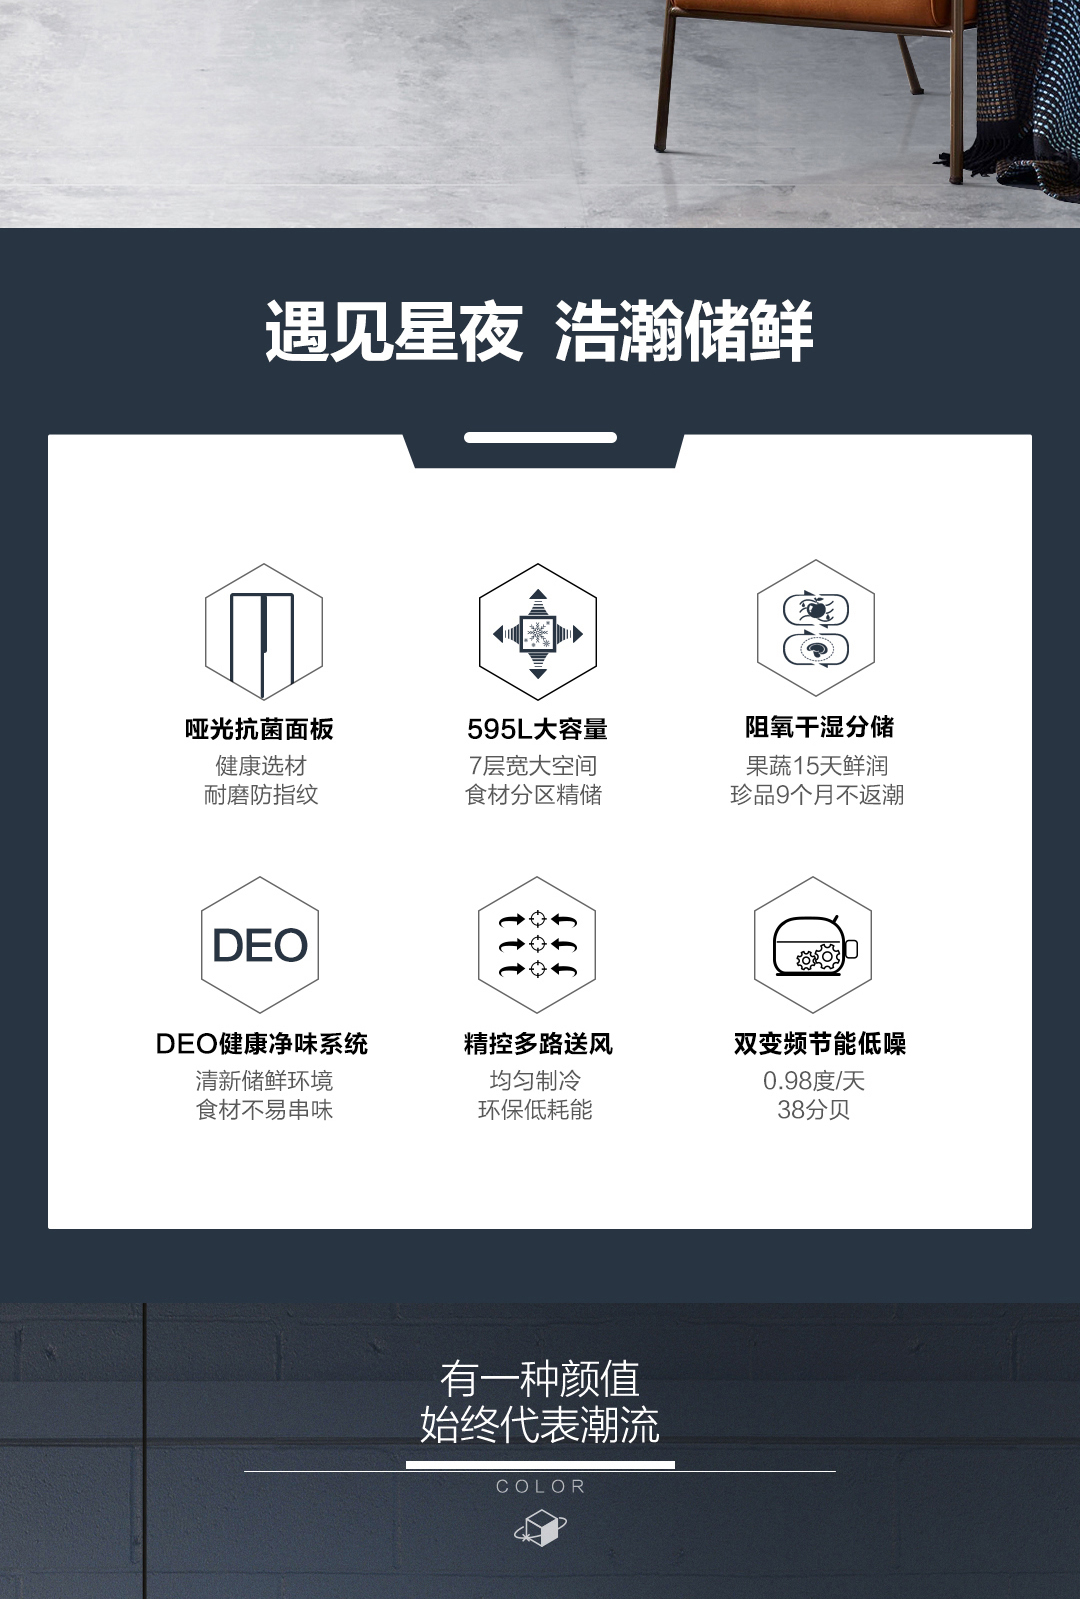 遇见星夜 浩瀚储鲜
哑光抗菌面板
健康选材
耐磨防指纹
595L大容量
7层宽大空间
食材分区精储
阻氧干湿分储
果蔬15天鲜润
珍品9个月不返潮
DEO
DEO健康净味系统
清新储鲜环境
食材不易串味
精控多路送风
均匀制冷
环保低耗能
双变频节能低噪
0.98度/天
38分贝
有一种颜值
始终代表潮流
COLOR